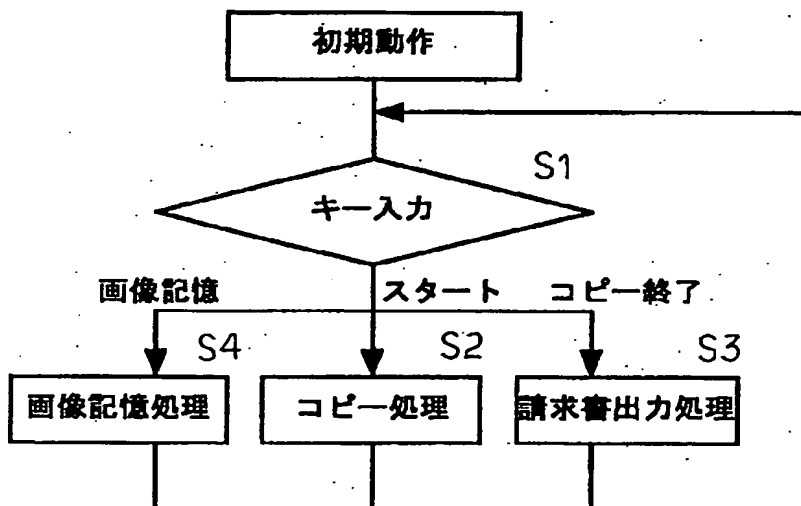 初期動作
S1
キー入力
画像記憶 スタート コピー終了
S4 S2 S3
画像記憶処理 コピー処理 請求書出力処理